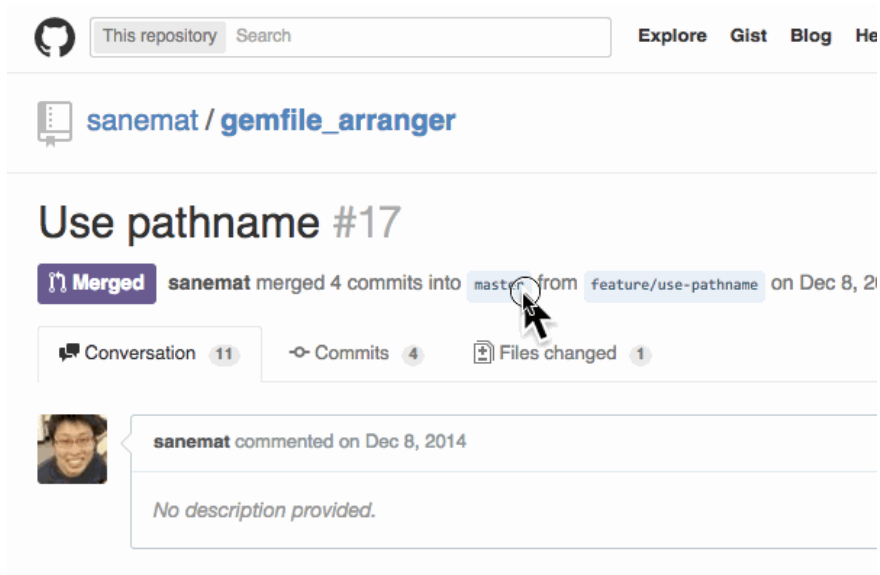 This repository Search Explore Gist Blog He
sanemat / gemfile_arranger
Use pathname #17
Merged sanemat merged 4 commits into master from feature/use-pathname on Dec 8, 20
Conversation 11 Commits 4 Files changed 1
sanemat commented on Dec 8, 2014
No description provided.